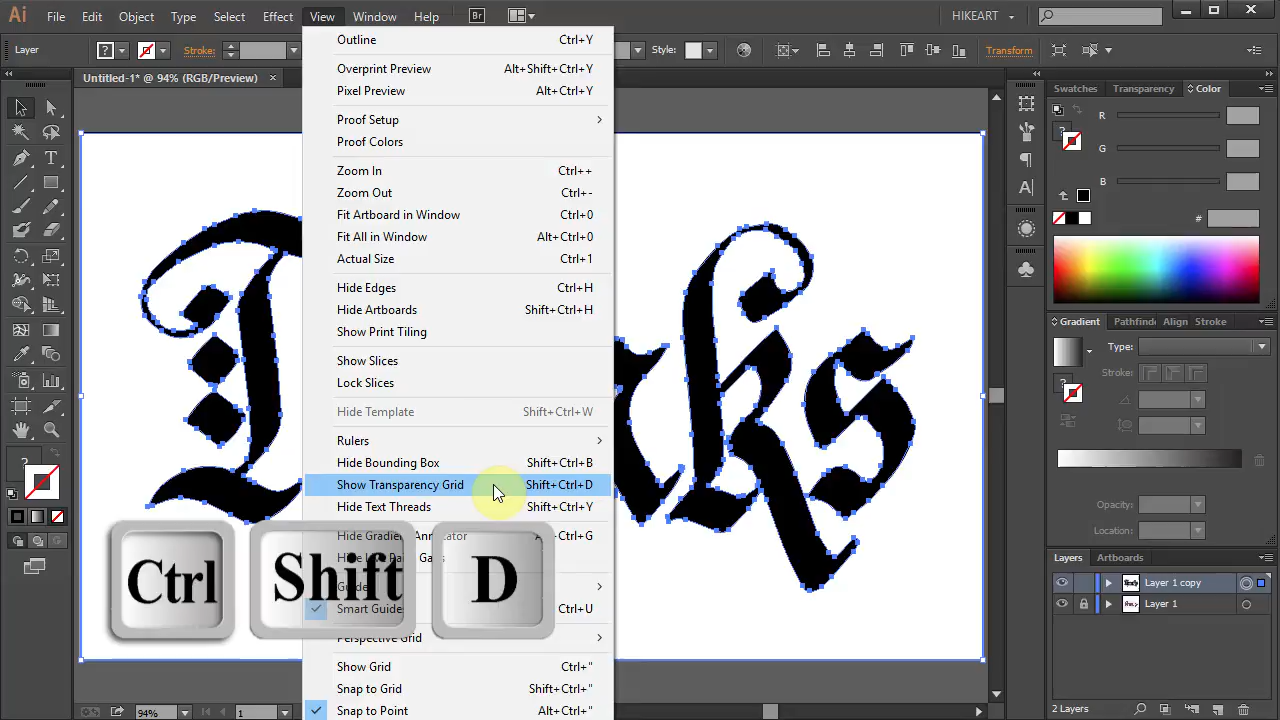 Ai File Edit Object Type Select Effect View Window Help Br HIKEART
Layer Stroke: Style: Transform
Untitled-1* @ 94% (RGB/Preview)
Outline Ctrl+Y
Overprint Preview Alt+Shift+Ctrl+Y
Pixel Preview Alt+Ctrl+Y
Proof Setup
Proof Colors
Zoom In Ctrl++
Zoom Out Ctrl+-
Fit Artboard in Window Ctrl+0
Fit All in Window Alt+Ctrl+0
Actual Size Ctrl+1
Hide Edges Ctrl+H
Hide Artboards Shift+Ctrl+H
Show Print Tiling
Show Slices
Lock Slices
Hide Template Shift+Ctrl+W
Rulers
Hide Bounding Box Shift+Ctrl+B
Show Transparency Grid Shift+Ctrl+D
Hide Text Threads Shift+Ctrl+Y
Smart Guide Ctrl+U
Perspective Grid
Show Grid Ctrl+"
Snap to Grid Shift+Ctrl+"
Snap to Point Alt+Ctrl+"
Ctrl Shift D
94% 1
Swatches Transparency Color
R
G
B
#
Gradient Pathfind Align Stroke
Type:
Stroke:
Opacity:
Location:
Layers Artboards
Layer 1 copy
Layer 1
2 Layers